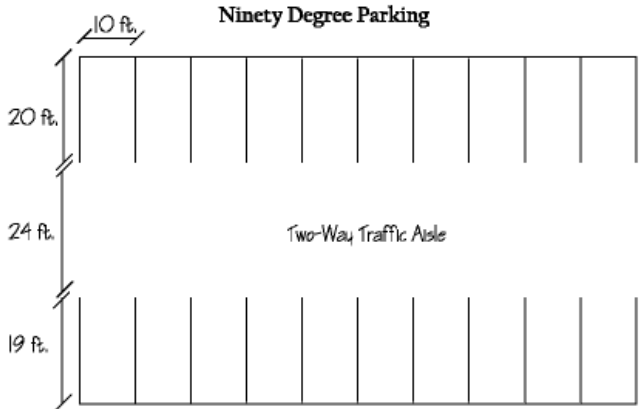 Ninety Degree Parking
10 ft.
20 ft.
24 ft.
Two-Way Traffic Aisle
19 ft.